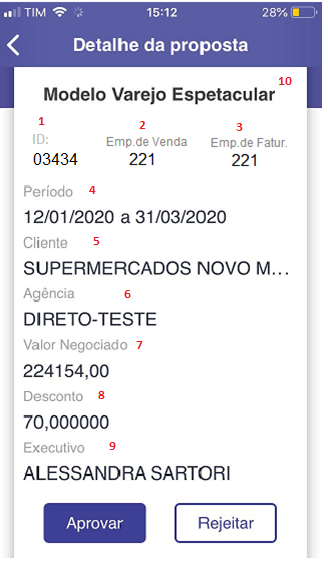 TIM 15:12 28%
Detalhe da proposta
Modelo Varejo Espetacular 10
1 2 3
ID: Emp.de Venda Emp.de Fatur.
03434 221 221
Período 4
12/01/2020 a 31/03/2020
Cliente 5
SUPERMERCADOS NOVO M...
Agência 6
DIRETO-TESTE
Valor Negociado 7
224154,00
Desconto 8
70,000000
Executivo 9
ALESSANDRA SARTORI
Aprovar Rejeitar